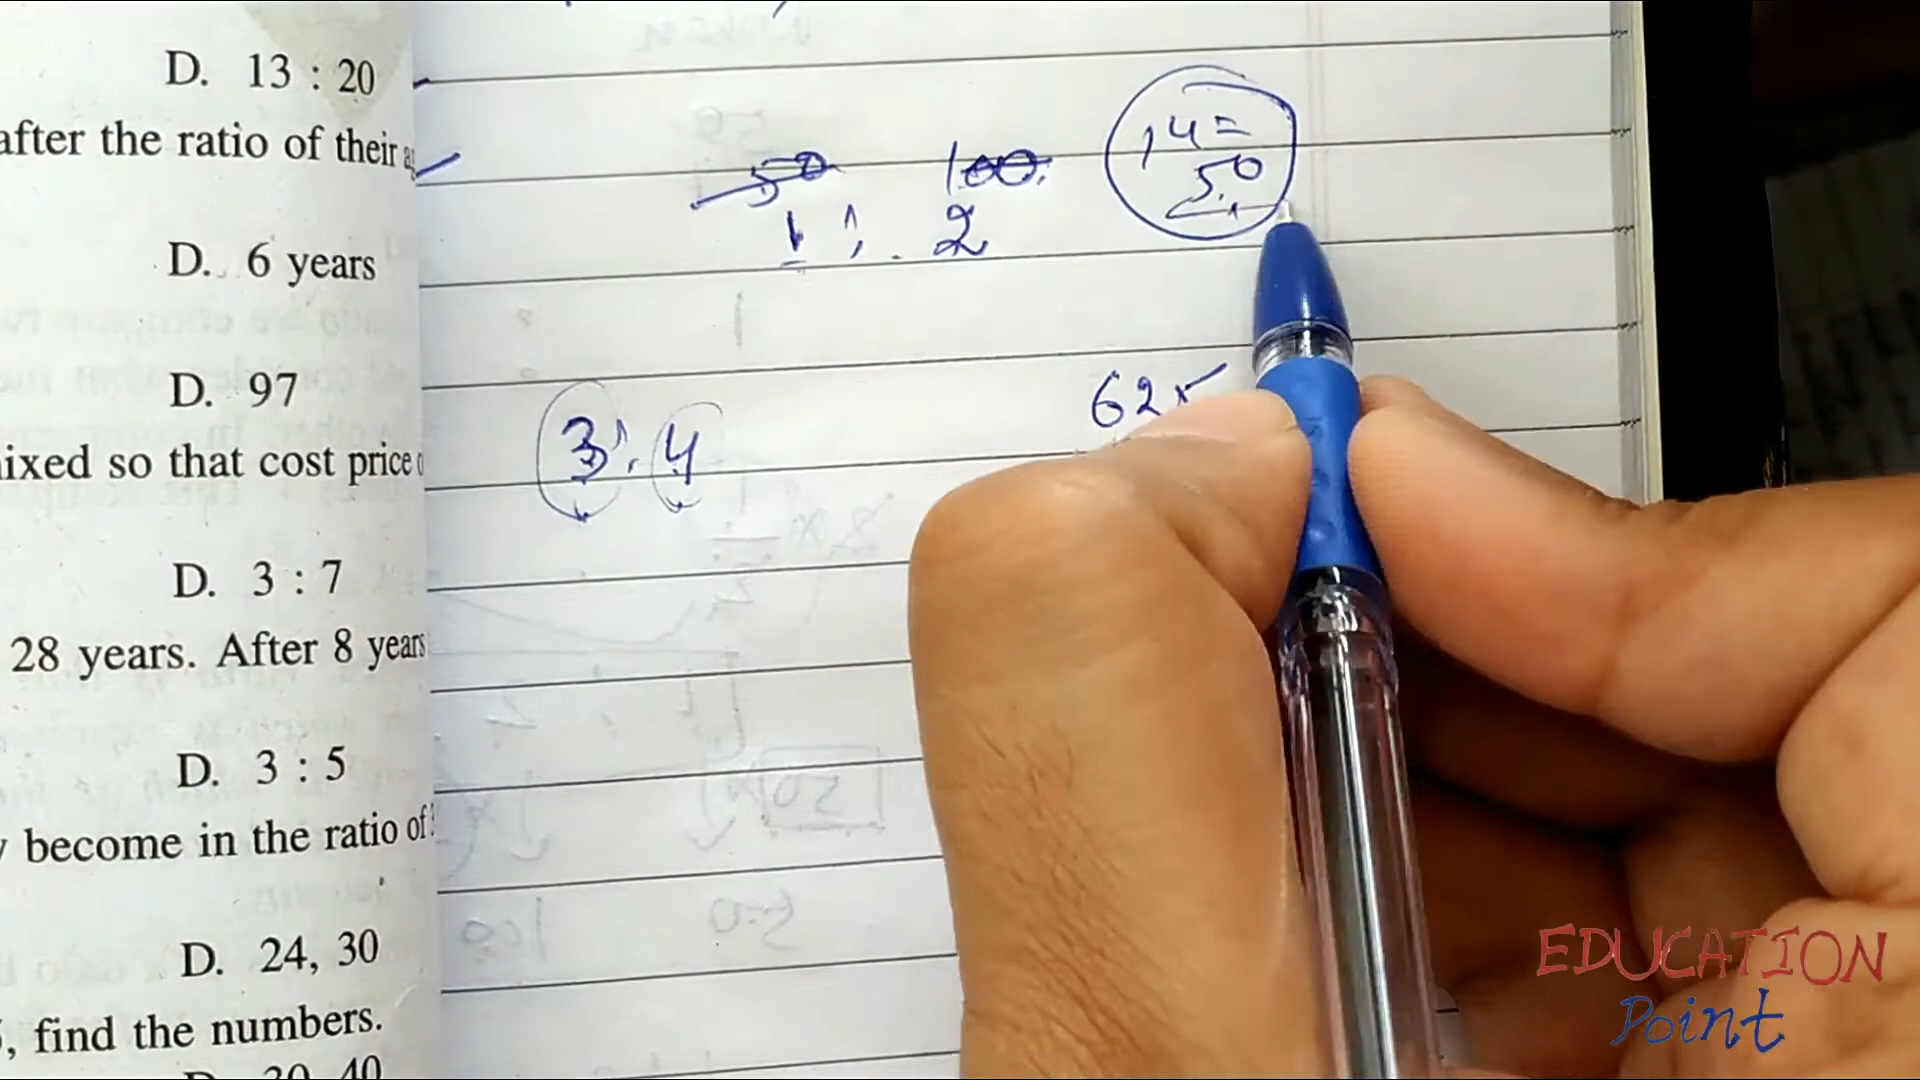 D. 13 : 20
after the ratio of their
D. 6 years
D. 97
ixed so that cost price
D. 3 : 7
28 years. After 8 years
D. 3 : 5
become in the ratio of
D. 24, 30
, find the numbers.
D. 30, 40
50 100
1 : 2
14=
50
3 : 4
62
EDUCATION
Point